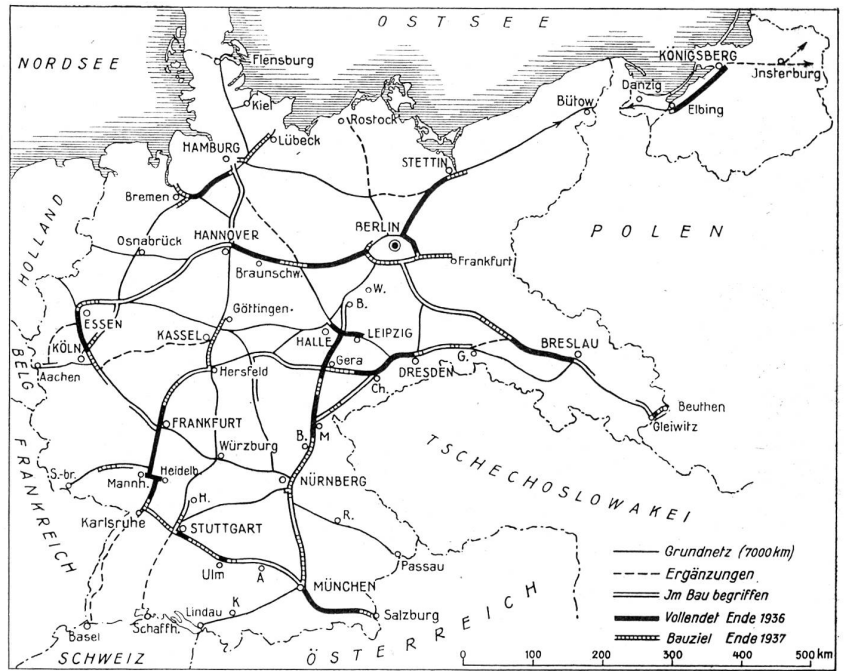 OSTSEE
NORDSEE
Flensburg
Kiel
Rostock
Lübeck
HAMBURG
Bremen
STETTIN
Bütow
Danzig
KÖNIGSBERG
Jnsterburg
Elbing
HOLLAND
Osnabrück
HANNOVER
Braunschw.
BERLIN
Frankfurt
POLEN
W.
B.
ESSEN
Göttingen
KASSEL
HALLE
LEIPZIG
KÖLN
BELG
Aachen
Hersfeld
Gera
Ch.
DRESDEN
G.
BRESLAU
Beuthen
Gleiwitz
FRANKFURT
Würzburg
B.
M
TSCHECHOSLOWAKEI
FRANKREICH
S.-br.
Mannh.
Heidelb.
NÜRNBERG
H.
Karlsruhe
STUTTGART
R.
Passau
Ulm
A
MÜNCHEN
K
Lindau
Salzburg
Basel
Schaffh.
SCHWEIZ
ÖSTERREICH
Grundnetz (7000km)
Ergänzungen
Jm Bau begriffen
Vollendet Ende 1936
Bauziel Ende 1937
0 100 200 300 400 500 km